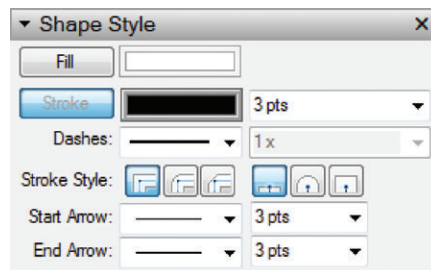 Shape Style
Fill
Stroke 3 pts
Dashes: 1 x
Stroke Style:
Start Arrow: 3 pts
End Arrow: 3 pts